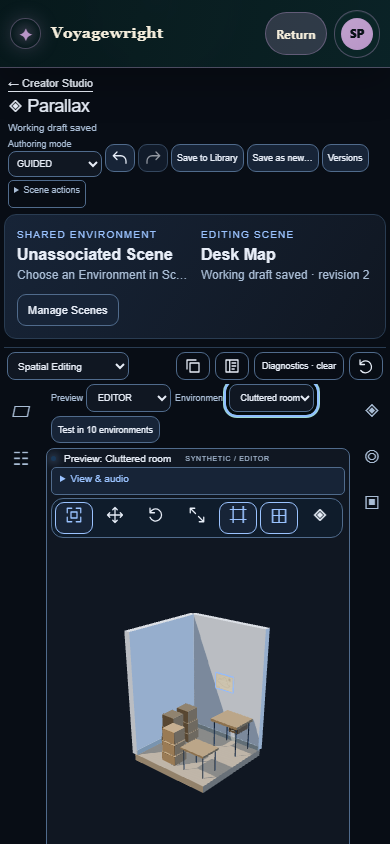 Voyagewright
Return
SP
← Creator Studio
Parallax
Working draft saved
Authoring mode
GUIDED
Save to Library
Save as new…
Versions
Scene actions
SHARED ENVIRONMENT
Unassociated Scene
Choose an Environment in Sc…
EDITING SCENE
Desk Map
Working draft saved · revision 2
Manage Scenes
Spatial Editing
Diagnostics · clear
Preview
EDITOR
Environmen
Cluttered room
Test in 10 environments
Preview: Cluttered room
SYNTHETIC / EDITOR
View & audio